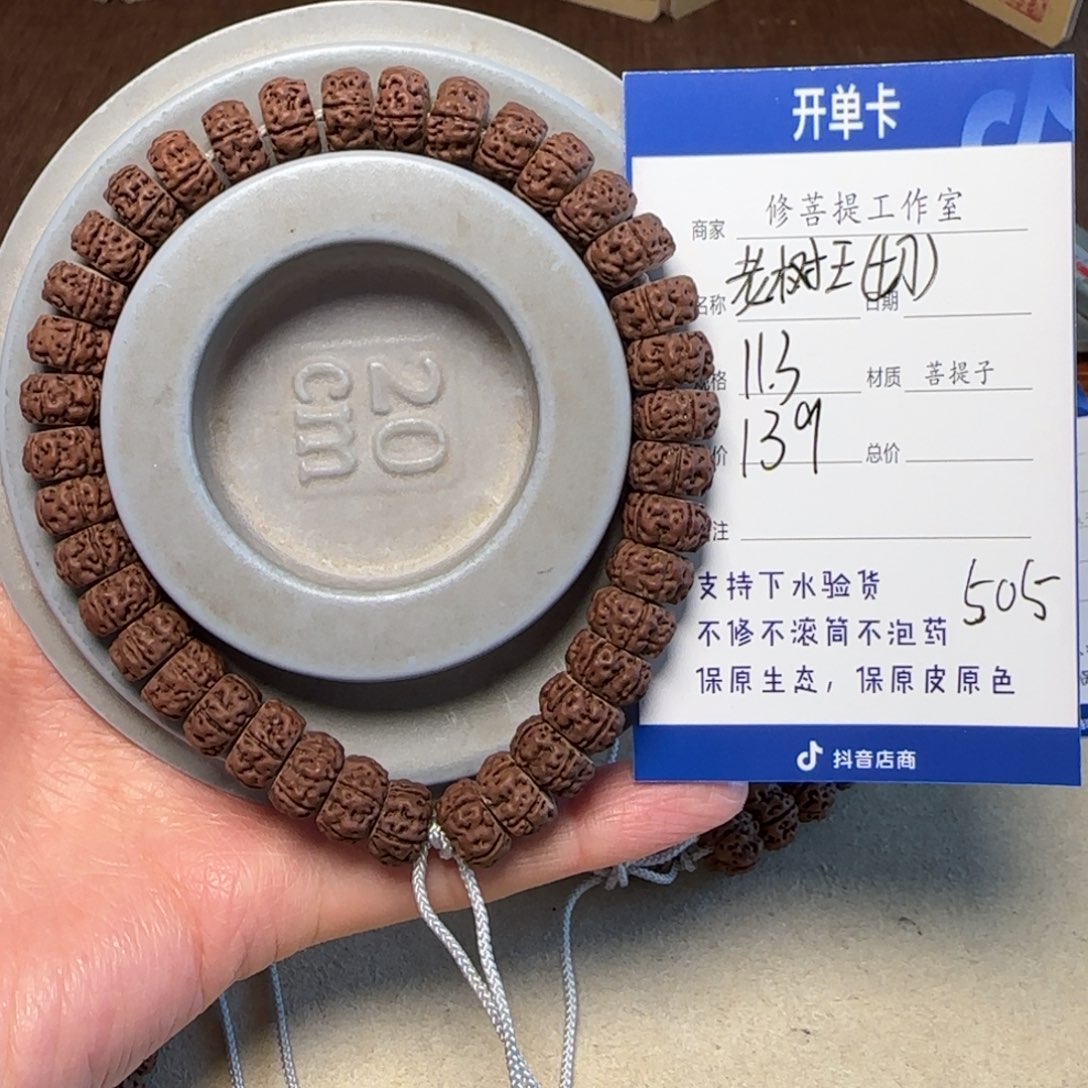 开单卡
商家 修菩提工作室
名称 老树王(切) 日期
规格 11.3 材质 菩提子
价 139 总价
注
505
支持下水验货
不修不滚筒不泡药
保原生态，保原皮原色
抖音店商
20
cm